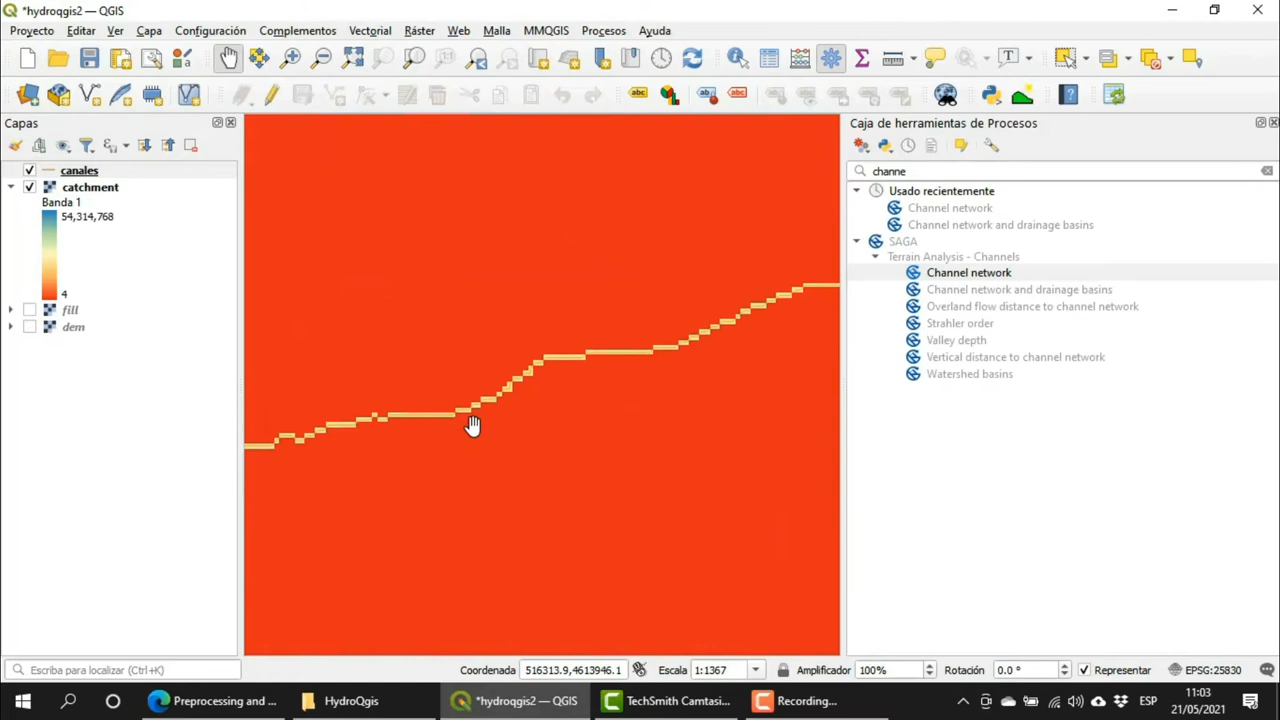 *hydroqgis2 — QGIS
Proyecto Editar Ver Capa Configuración Complementos Vectorial Ráster Web Malla MMQGIS Procesos Ayuda
Capas
canales
catchment
Banda 1
54,314,768
4
fill
dem
Caja de herramientas de Procesos
channe
Usado recientemente
Channel network
Channel network and drainage basins
SAGA
Terrain Analysis - Channels
Channel network
Channel network and drainage basins
Overland flow distance to channel network
Strahler order
Valley depth
Vertical distance to channel network
Watershed basins
Escriba para localizar (Ctrl+K)
Coordenada 516313.9,4613946.1 Escala 1:1367 Amplificador 100% Rotación 0.0 ° Representar EPSG:25830
Preprocessing and ... HydroQgis *hydroqgis2 — QGIS TechSmith Camtasi... Recording...
ESP
11:03
21/05/2021